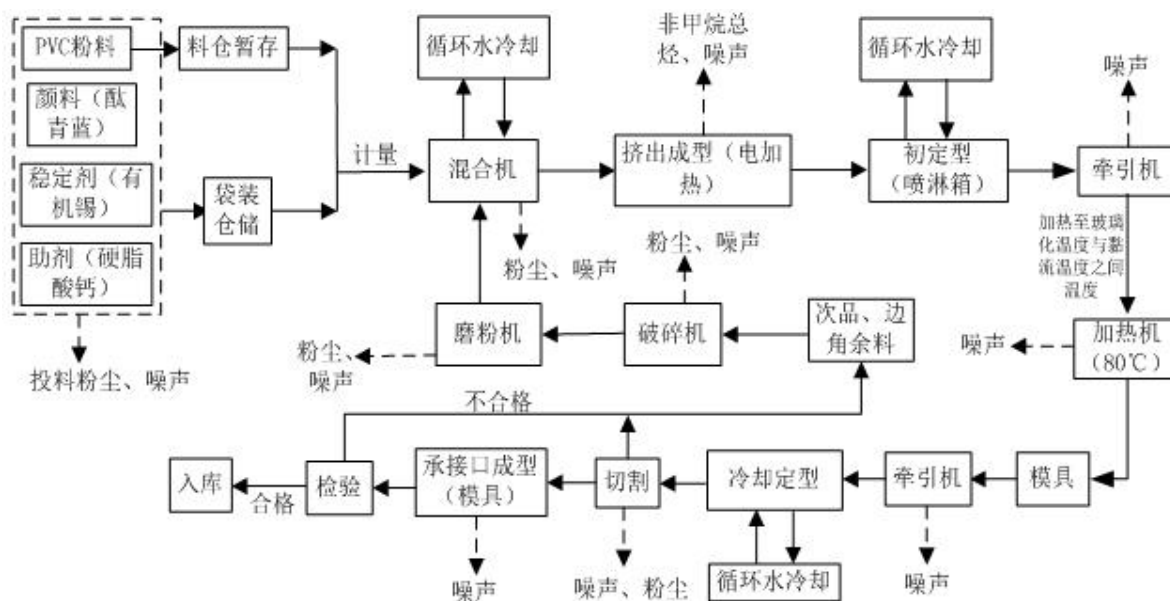 PVC粉料
料仓暂存
颜料（酞
青蓝）
稳定剂（有
机锡）
袋装
仓储
助剂（硬脂
酸钙）
投料粉尘、噪声
计量
循环水冷却
混合机
粉尘、噪声
非甲烷总
烃、噪声
挤出成型（电加
热）
循环水冷却
初定型
（喷淋箱）
噪声
牵引机
加热至玻璃
化温度与黏
流温度之间
温度
加热机
（80℃）
噪声
粉尘、噪声
次品、边
角余料
破碎机
磨粉机
粉尘、
噪声
不合格
模具
牵引机
噪声
冷却定型
循环水冷却
切割
噪声、粉尘
承接口成型
（模具）
噪声
检验
合格
入库